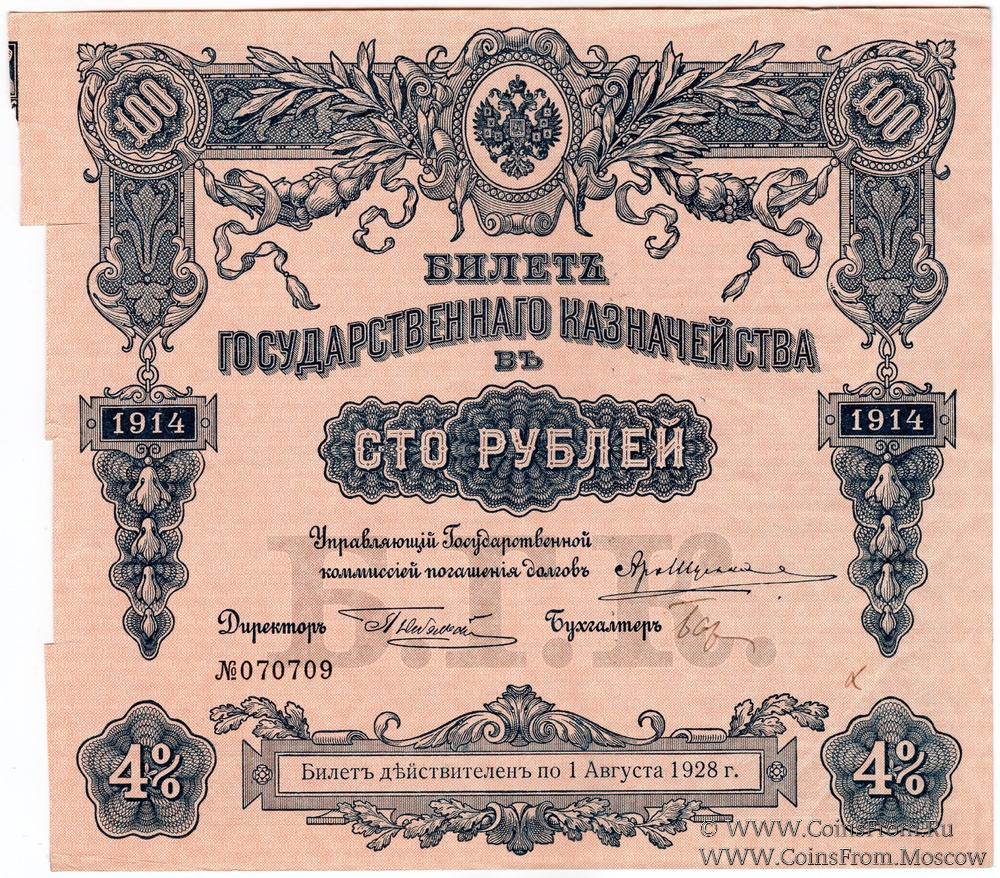 100 100
БИЛЕТЪ
ГОСУДАРСТВЕННАГО КАЗНАЧЕЙСТВА
ВЪ
1914 1914
СТО РУБЛЕЙ
Управляющій Государственной
коммиссіей погашенія долговъ
Директоръ Бухгалтеръ
Б.Г.К.
№070709
4% 4%
Билетъ дѣйствителенъ по 1 Августа 1928 г.
© WWW.CoinsFrom.Ru
WWW.CoinsFrom.Moscow